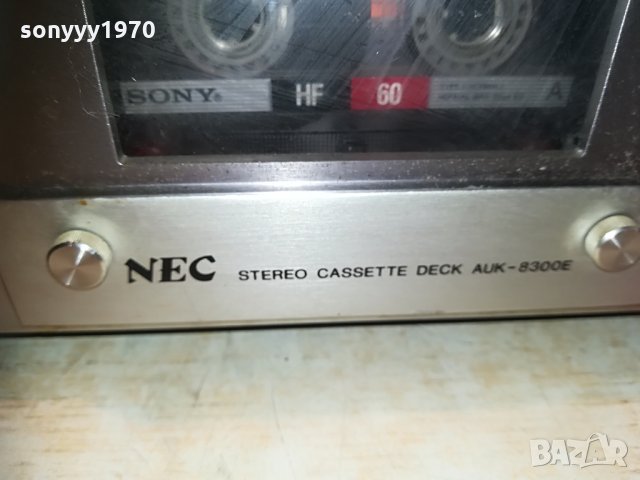 sonyyy1970
SONY® HF 60 A
NEC STEREO CASSETTE DECK AUK-8300E
BAZAR